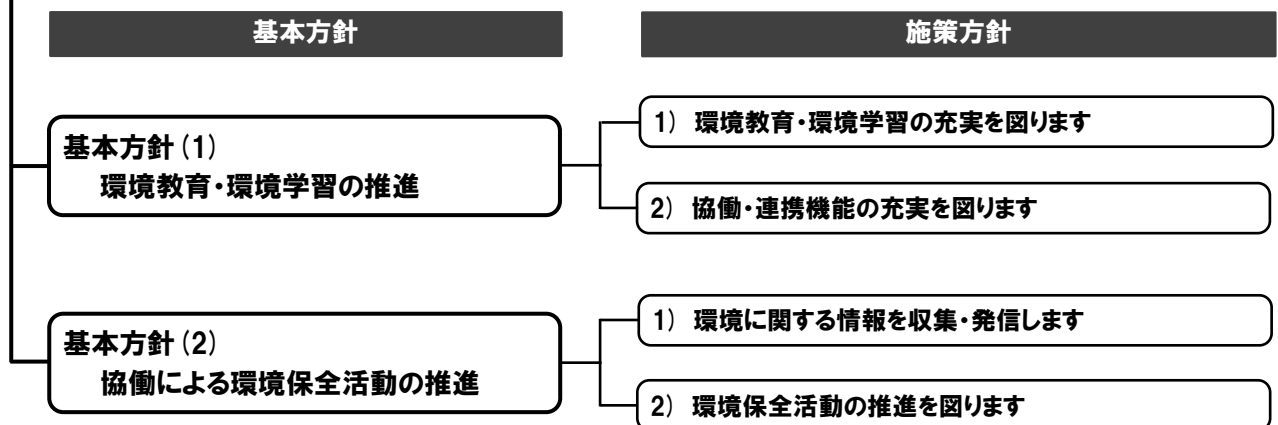 基本方針
施策方針
基本方針(1)
環境教育・環境学習の推進
1) 環境教育・環境学習の充実を図ります
2) 協働・連携機能の充実を図ります
基本方針(2)
協働による環境保全活動の推進
1) 環境に関する情報を収集・発信します
2) 環境保全活動の推進を図ります